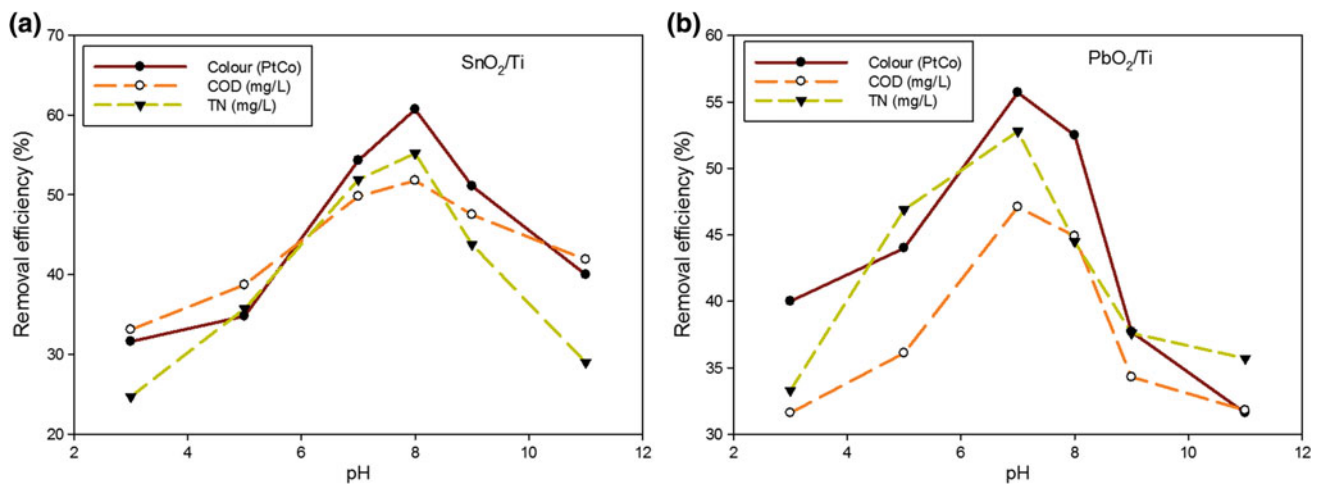 (a)
70
60
50
40
30
20
Removal efficiency (%)
Colour (PtCo)
COD (mg/L)
TN (mg/L)
SnO₂/Ti
2 4 6 8 10 12
pH
(b)
60
55
50
45
40
35
30
Removal efficiency (%)
Colour (PtCo)
COD (mg/L)
TN (mg/L)
PbO₂/Ti
2 4 6 8 10 12
pH